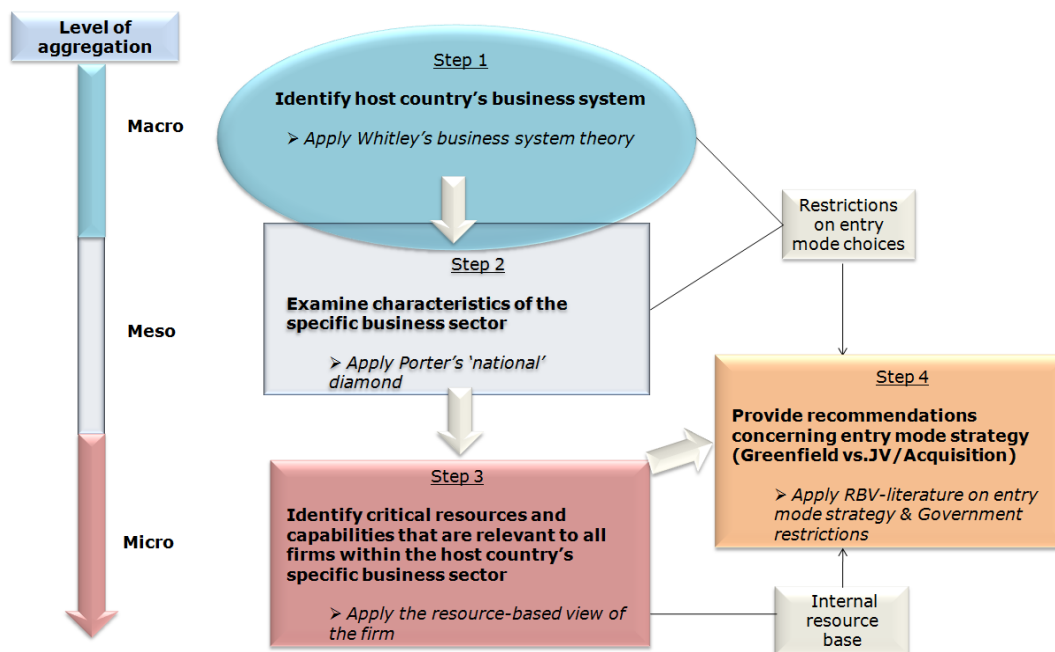 Level of
aggregation
Macro
Meso
Micro
Step 1
Identify host country’s business system
➢ Apply Whitley’s business system theory
Step 2
Examine characteristics of the
specific business sector
➢ Apply Porter’s ‘national’
diamond
Step 3
Identify critical resources and
capabilities that are relevant to all
firms within the host country’s
specific business sector
➢ Apply the resource-based view of
the firm
Restrictions
on entry
mode choices
Step 4
Provide recommendations
concerning entry mode strategy
(Greenfield vs.JV/Acquisition)
➢ Apply RBV-literature on entry
mode strategy & Government
restrictions
Internal
resource
base